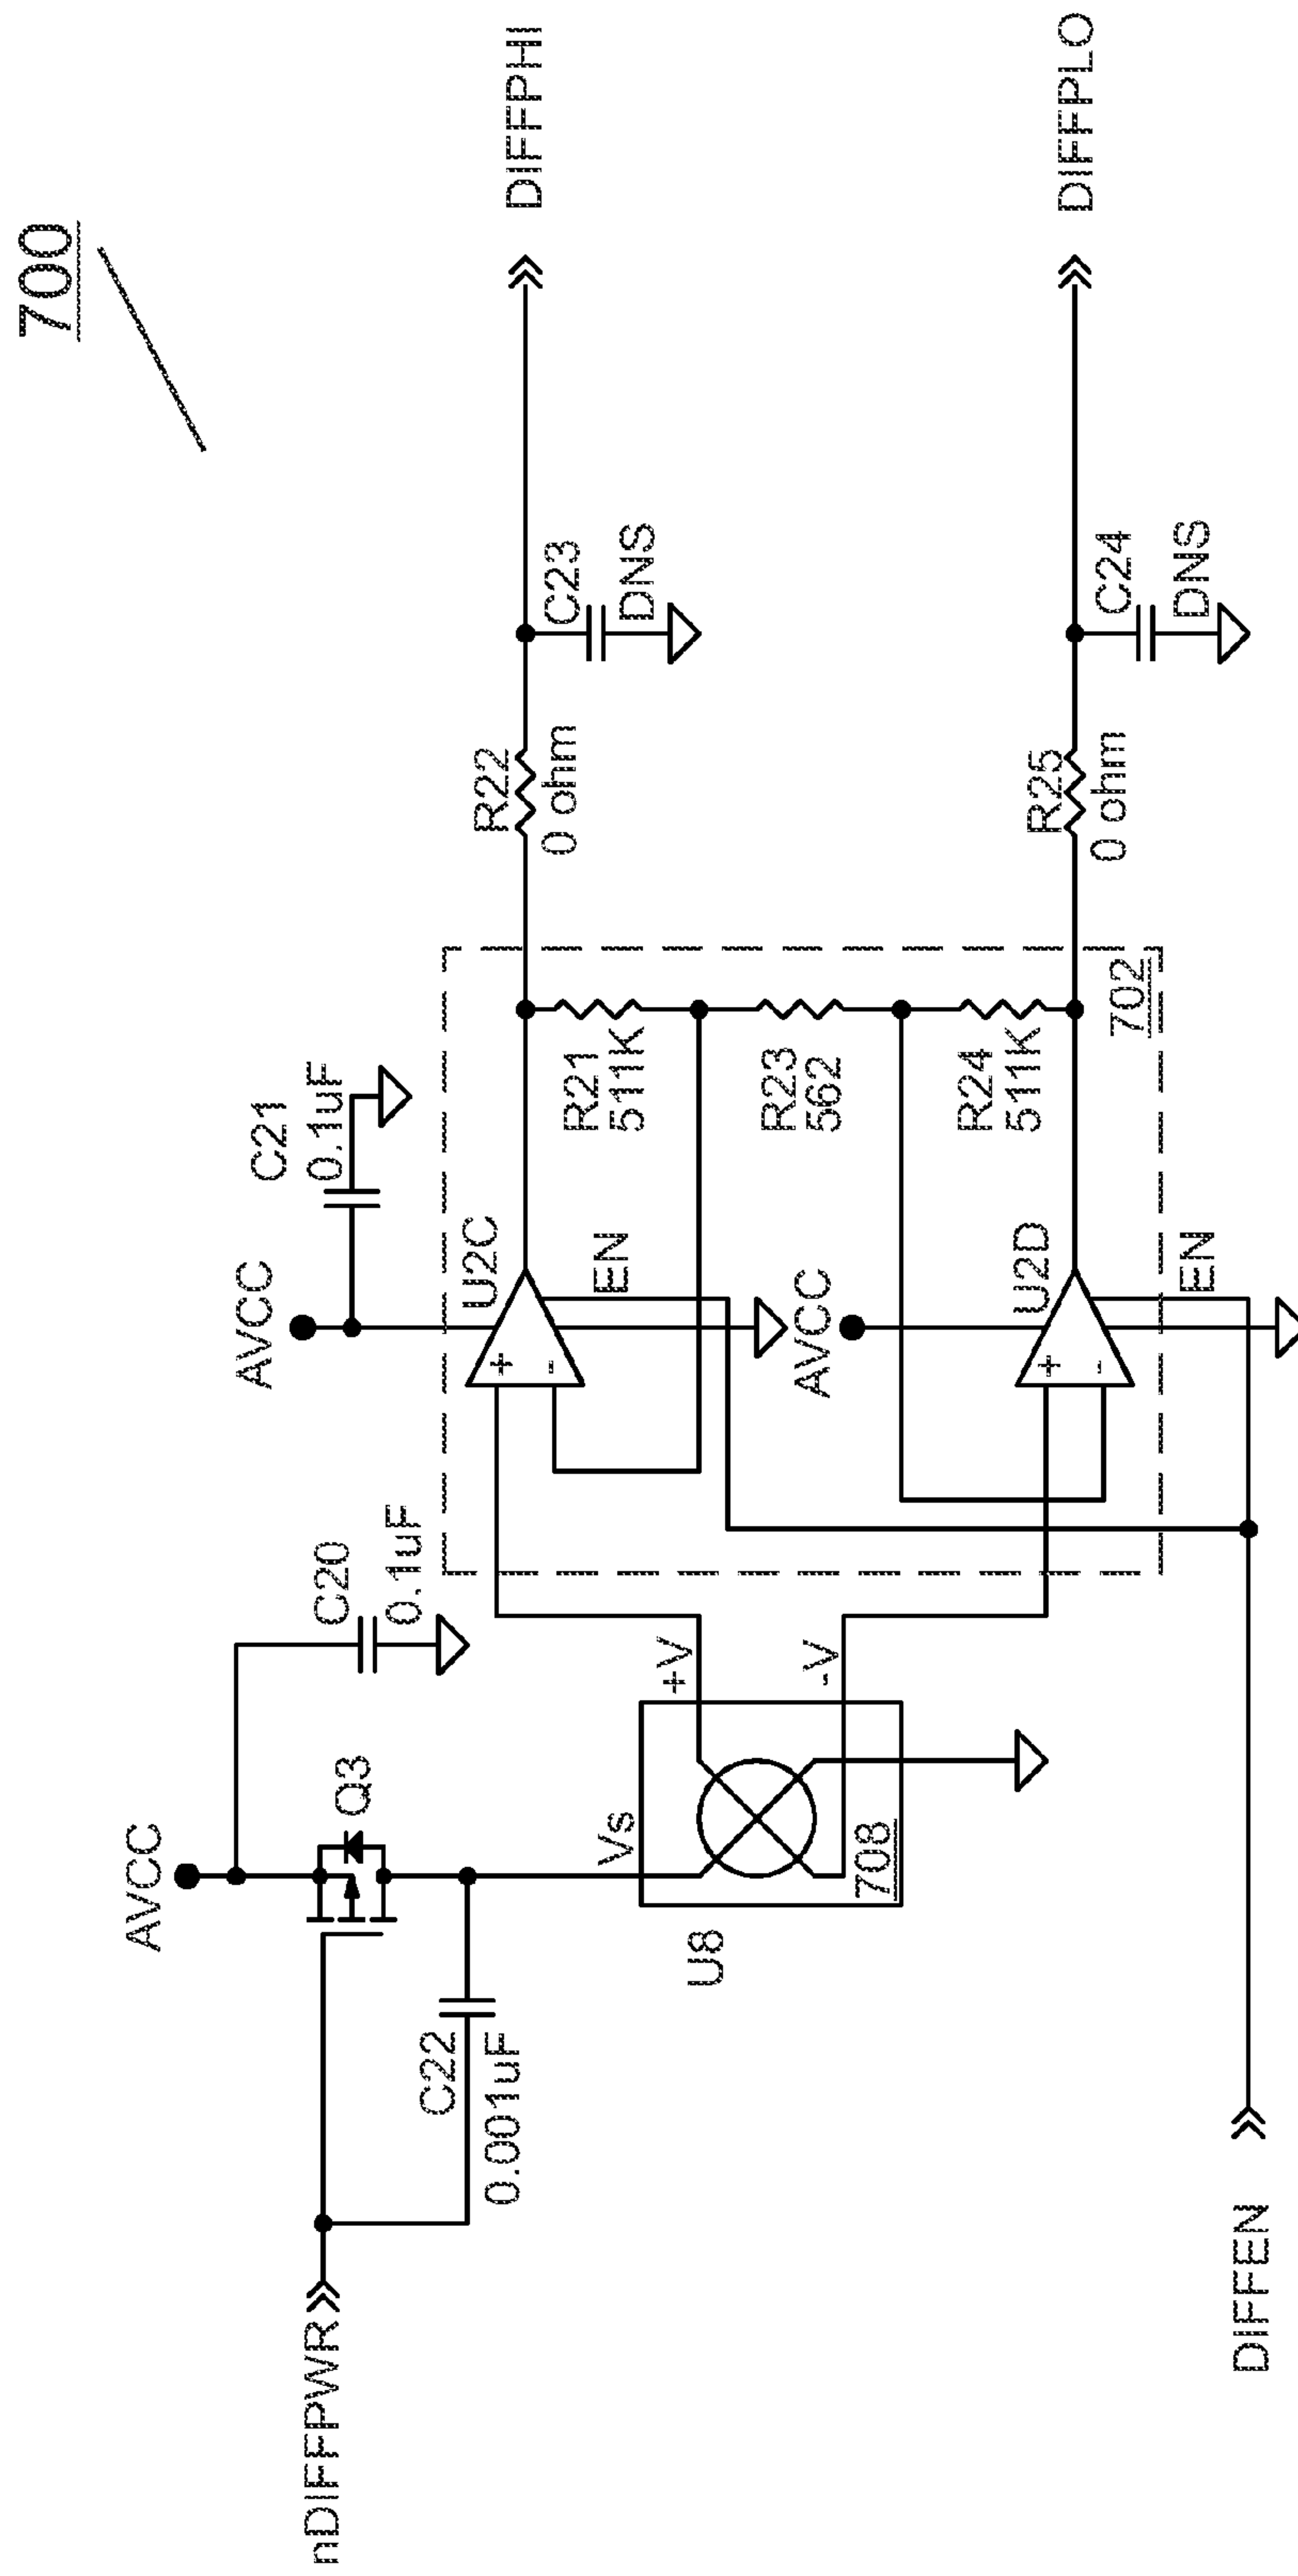 700
AVCC
C21
0.1uF
AVCC
C20
0.1uF
Q3
nDIFFPWR
C22
0.001uF
U8
Vs
708
+V
-V
U2C
+
-
EN
R21
511K
R23
562
R24
511K
AVCC
U2D
+
-
EN
702
R22
0 ohm
C23
DNS
DIFFPHI
R25
0 ohm
C24
DNS
DIFFPLO
DIFFEN